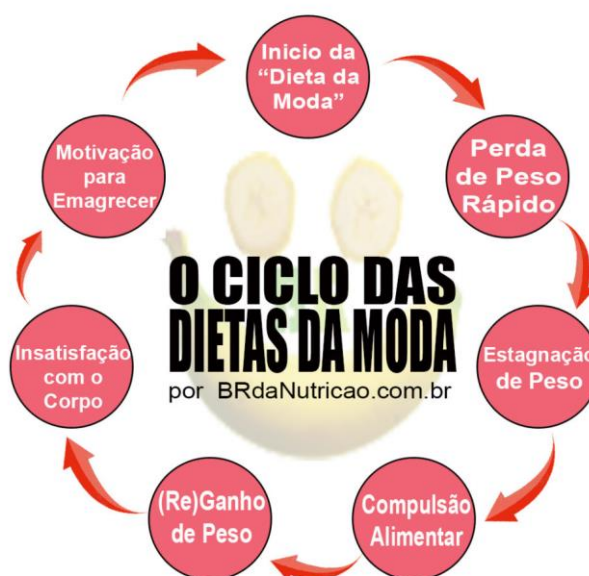 Inicio da
“Dieta da
Moda”
Perda
de Peso
Rápido
Estagnação
de Peso
Compulsão
Alimentar
(Re)Ganho
de Peso
Insatisfação
com o
Corpo
Motivação
para
Emagrecer
O CICLO DAS
DIETAS DA MODA
por BRdaNutricao.com.br